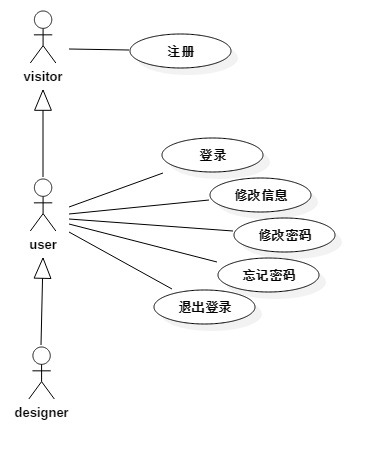 visitor
注册
登录
修改信息
user
修改密码
忘记密码
退出登录
designer